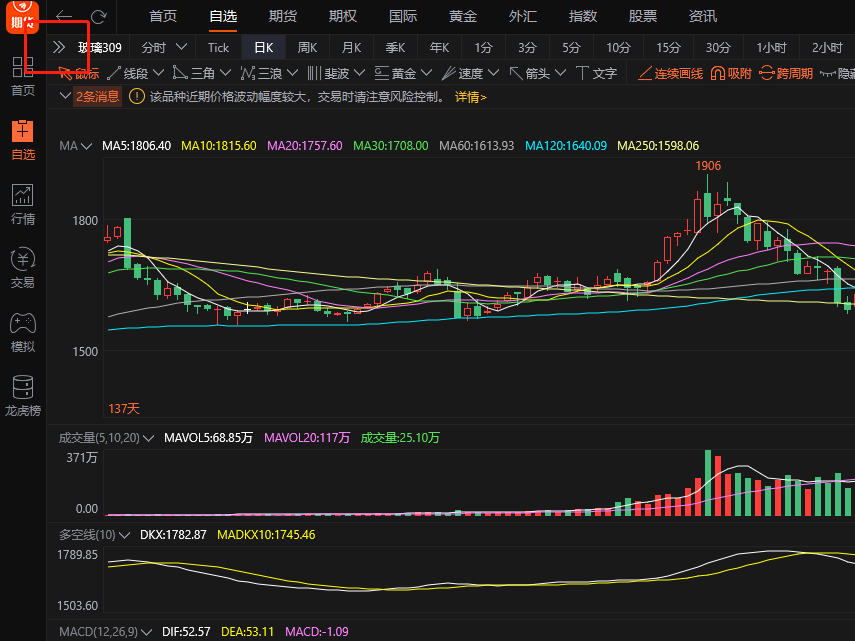 期货
首页 自选 期货 期权 国际 黄金 外汇 指数 股票 资讯
玻璃309 分时 Tick 日K 周K 月K 季K 年K 1分 3分 5分 10分 15分 30分 1小时 2小时
鼠标 线段 三角 三浪 斐波 黄金 速度 箭头 文字 连续画线 吸附 跨周期 隐藏
首页
2条消息 ! 该品种近期价格波动幅度较大，交易时请注意风险控制。 详情>
自选
行情
交易
模拟
龙虎榜
MA MA5:1806.40 MA10:1815.60 MA20:1757.60 MA30:1708.00 MA60:1613.93 MA120:1640.09 MA250:1598.06
1906
1800
1500
137天
成交量(5,10,20) MAVOL5:68.85万 MAVOL20:117万 成交量:25.10万
371万
0.00
多空线(10) DKX:1782.87 MADKX10:1745.46
1789.85
1503.60
MACD(12,26,9) DIF:52.57 DEA:53.11 MACD:-1.09